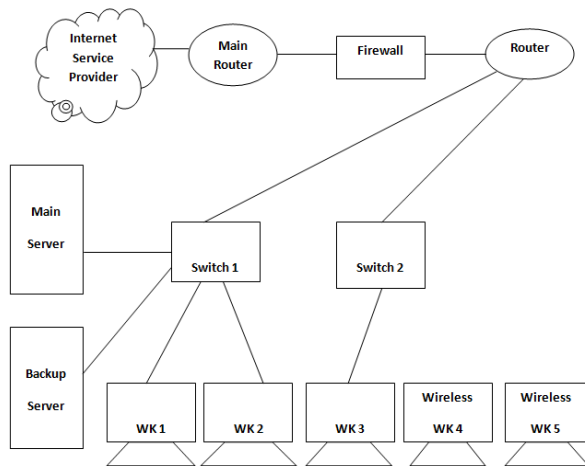 Internet
Service
Provider
Main
Router
Firewall
Router
Main
Server
Switch 1
Switch 2
Backup
Server
WK 1
WK 2
WK 3
Wireless
WK 4
Wireless
WK 5